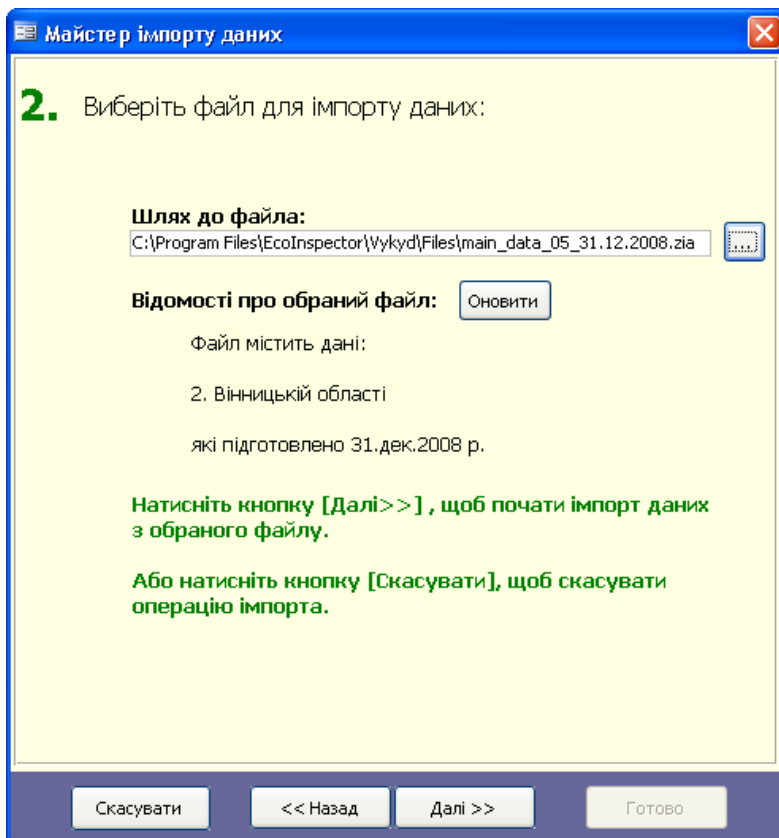 Майстер імпорту даних
2. Виберіть файл для імпорту даних:
Шлях до файла:
C:\Program Files\EcoInspector\Vykyd\Files\main_data_05_31.12.2008.zia
...
Відомості про обраний файл: Оновити
Файл містить дані:
2. Вінницькій області
які підготовлено 31.дек.2008 р.
Натисніть кнопку [Далі>>] , щоб почати імпорт даних
з обраного файлу.
Або натисніть кнопку [Скасувати], щоб скасувати
операцію імпорта.
Скасувати << Назад Далі >> Готово